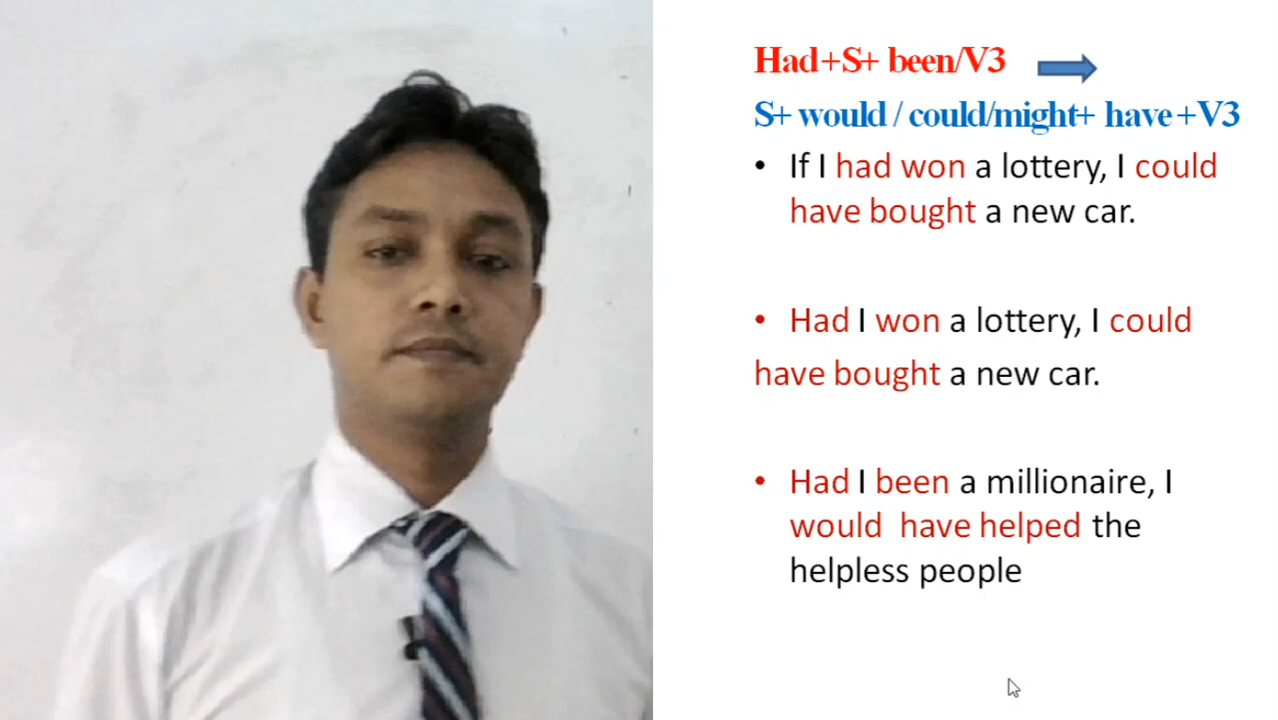 Had+S+ been/V3
S+ would / could/might+ have +V3
• If I had won a lottery, I could
have bought a new car.
• Had I won a lottery, I could
have bought a new car.
• Had I been a millionaire, I
would have helped the
helpless people